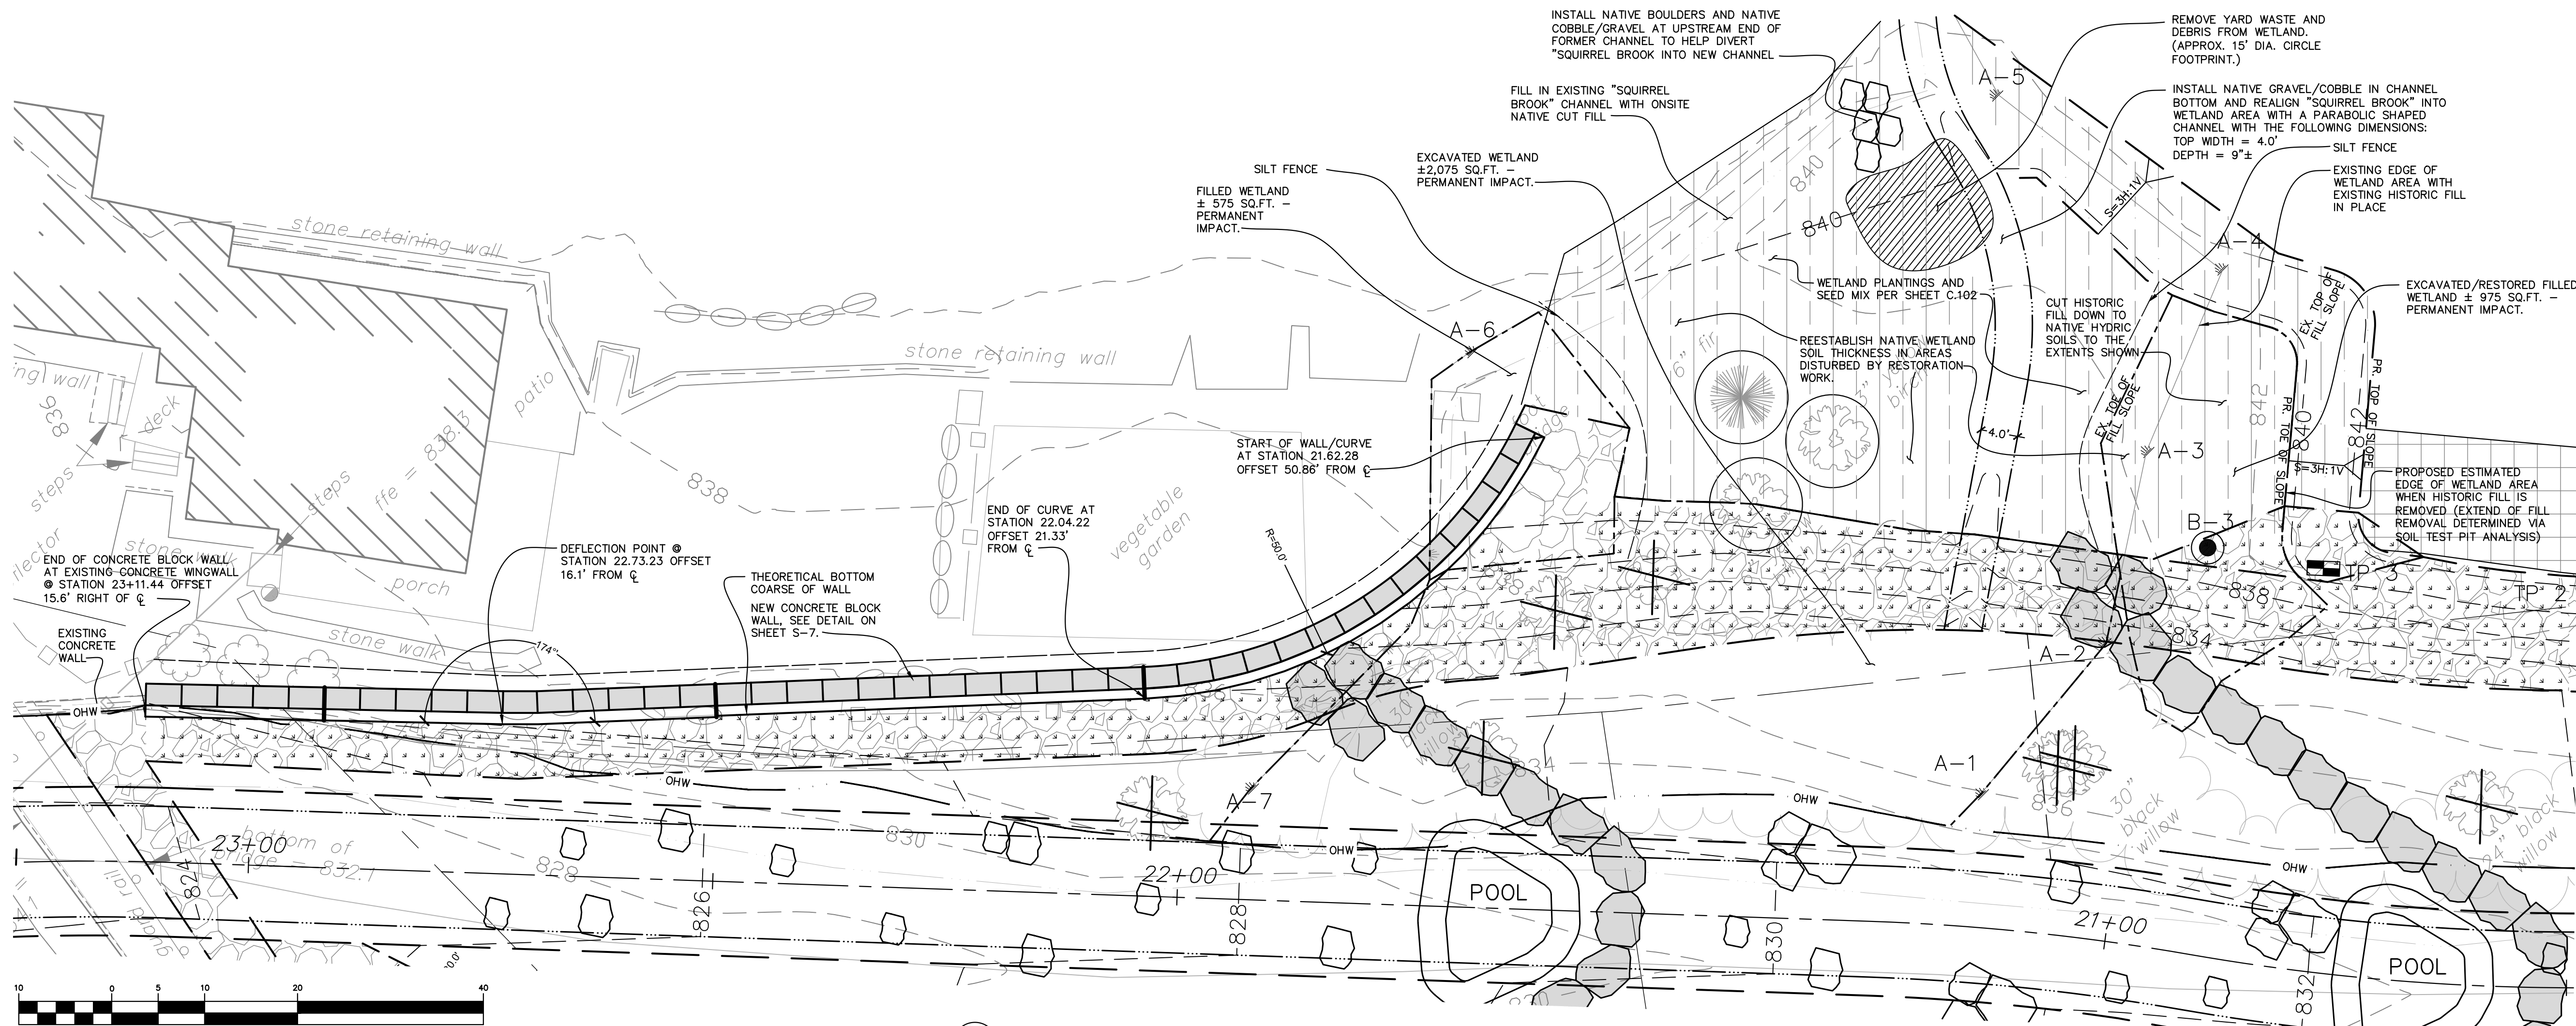 INSTALL NATIVE BOULDERS AND NATIVE
COBBLE/GRAVEL AT UPSTREAM END OF
FORMER CHANNEL TO HELP DIVERT
"SQUIRREL BROOK INTO NEW CHANNEL
REMOVE YARD WASTE AND
DEBRIS FROM WETLAND.
(APPROX. 15' DIA. CIRCLE
FOOTPRINT.)
FILL IN EXISTING "SQUIRREL
BROOK" CHANNEL WITH ONSITE
NATIVE CUT FILL
INSTALL NATIVE GRAVEL/COBBLE IN CHANNEL
BOTTOM AND REALIGN "SQUIRREL BROOK" INTO
WETLAND AREA WITH A PARABOLIC SHAPED
CHANNEL WITH THE FOLLOWING DIMENSIONS:
TOP WIDTH = 4.0'
DEPTH = 9"±
SILT FENCE
EXISTING EDGE OF
WETLAND AREA WITH
EXISTING HISTORIC FILL
IN PLACE
EXCAVATED WETLAND
±2,075 SQ.FT. –
PERMANENT IMPACT.
SILT FENCE
FILLED WETLAND
± 575 SQ.FT. –
PERMANENT
IMPACT.
A-5
840
840
S=3H:1V
A-4
EX. TOP OF
FILL SLOPE
EXCAVATED/RESTORED FILLED
WETLAND ± 975 SQ.FT. –
PERMANENT IMPACT.
WETLAND PLANTINGS AND
SEED MIX PER SHEET C.102
CUT HISTORIC
FILL DOWN TO
NATIVE HYDRIC
SOILS TO THE
EXTENTS SHOWN
REESTABLISH NATIVE WETLAND
SOIL THICKNESS IN AREAS
DISTURBED BY RESTORATION
WORK.
6" fir
birch
EX. TOE OF
FILL SLOPE
842
PR. TOE OF SLOPE
840
842
PR. TOP OF SLOPE
S=3H:1V
4.0'
A-3
B-3
PROPOSED ESTIMATED
EDGE OF WETLAND AREA
WHEN HISTORIC FILL IS
REMOVED (EXTEND OF FILL
REMOVAL DETERMINED VIA
SOIL TEST PIT ANALYSIS)
TP 3
TP 2
838
834
A-2
A-1
A-6
stone retaining wall
stone retaining wall
patio
deck
836
steps
steps
ffe = 838.3
838
vegetable
garden
porch
stone walk
START OF WALL/CURVE
AT STATION 21.62.28
OFFSET 50.86' FROM ℄
END OF CURVE AT
STATION 22.04.22
OFFSET 21.33'
FROM ℄
R=50.0'
DEFLECTION POINT @
STATION 22.73.23 OFFSET
16.1' FROM ℄
THEORETICAL BOTTOM
COARSE OF WALL
NEW CONCRETE BLOCK
WALL, SEE DETAIL ON
SHEET S-7.
END OF CONCRETE BLOCK WALL
AT EXISTING CONCRETE WINGWALL
@ STATION 23+11.44 OFFSET
15.6' RIGHT OF ℄
EXISTING
CONCRETE
WALL
174°
OHW
OHW
OHW
OHW
OHW
A-7
834
836
30"
black
willow
30"
black
willow
24" black
willow
23+00
bottom of
bridge - 832.1
guard rail
824
828
830
826
828
22+00
830
21+00
832
POOL
POOL
10 0 5 10 20 40